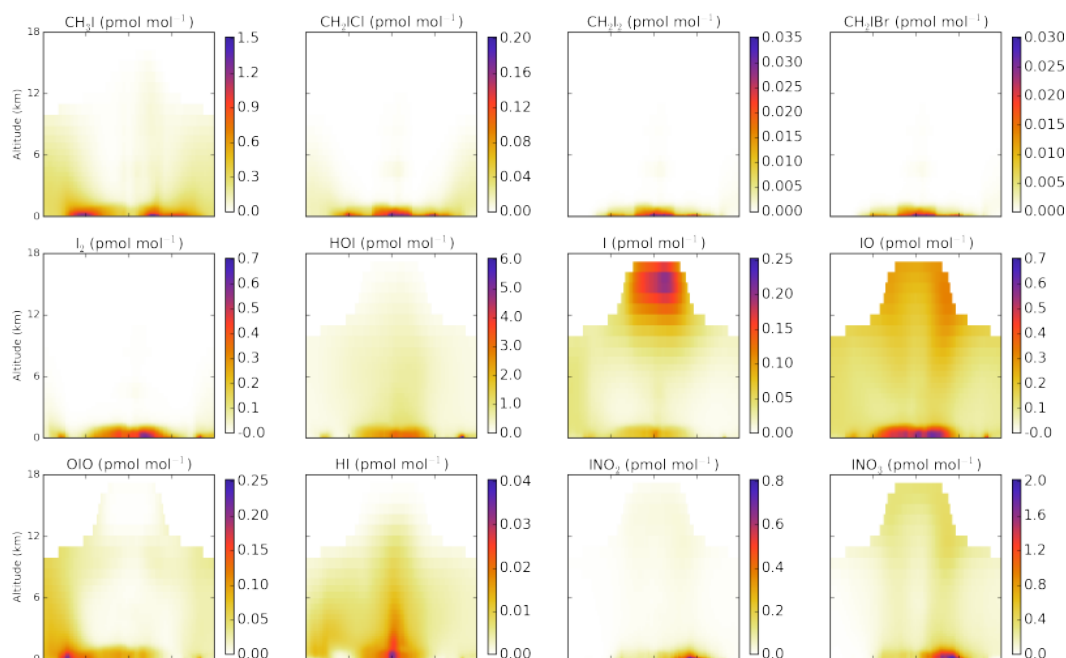 CH₃I (pmol mol⁻¹) CH₂ICl (pmol mol⁻¹) CH₂I₂ (pmol mol⁻¹) CH₂IBr (pmol mol⁻¹)
18 1.5 0.20 0.035 0.030
0.030 0.025
1.2 0.16
12 0.025 0.020
0.9 0.12
0.020
0.015
0.6 0.08 0.015
6 0.010
0.010
0.3 0.04
0.005 0.005
0 0.0 0.00 0.000 0.000
Altitude (km)
I₂ (pmol mol⁻¹) HOI (pmol mol⁻¹) I (pmol mol⁻¹) IO (pmol mol⁻¹)
18 0.7 6.0 0.25 0.7
0.6 5.0 0.6
0.20
12 0.5 0.5
4.0
0.4 0.15 0.4
3.0
0.3 0.3
0.10
6 0.2 2.0 0.2
0.1 1.0 0.05 0.1
0 -0.0 0.0 0.00 -0.0
Altitude (km)
OIO (pmol mol⁻¹) HI (pmol mol⁻¹) INO₂ (pmol mol⁻¹) INO₃ (pmol mol⁻¹)
18 0.25 0.04 0.8 2.0
0.20 1.6
12 0.03 0.6
0.15 1.2
0.02 0.4
0.10 0.8
6
0.05 0.01 0.2 0.4
0.00 0.00 0.0 0.0
Altitude (km)